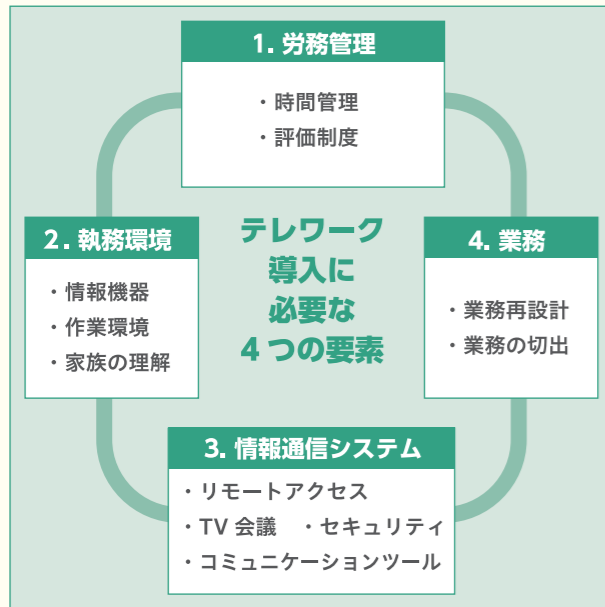 1. 労務管理
・時間管理
・評価制度
2. 執務環境
・情報機器
・作業環境
・家族の理解
テレワーク
導入に
必要な
4つの要素
4. 業務
・業務再設計
・業務の切出
3. 情報通信システム
・リモートアクセス
・TV 会議　・セキュリティ
・コミュニケーションツール